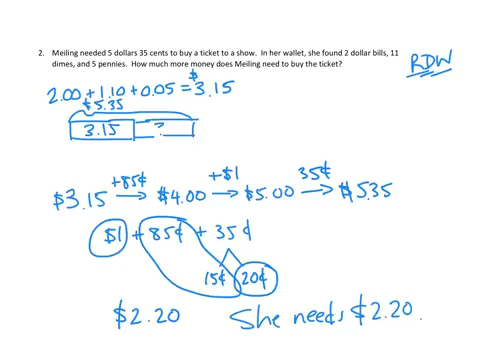 2. Meiling needed 5 dollars 35 cents to buy a ticket to a show. In her wallet, she found 2 dollar bills, 11
dimes, and 5 pennies. How much more money does Meiling need to buy the ticket?
RDW
2.00 + 1.10 + 0.05 = $3.15
$5.35
3.15 ?
+85¢ +$1 35¢
$3.15 → $4.00 → $5.00 → $5.35
$1 + 85¢ + 35¢
15¢ 20¢
$2.20 She needs $2.20.